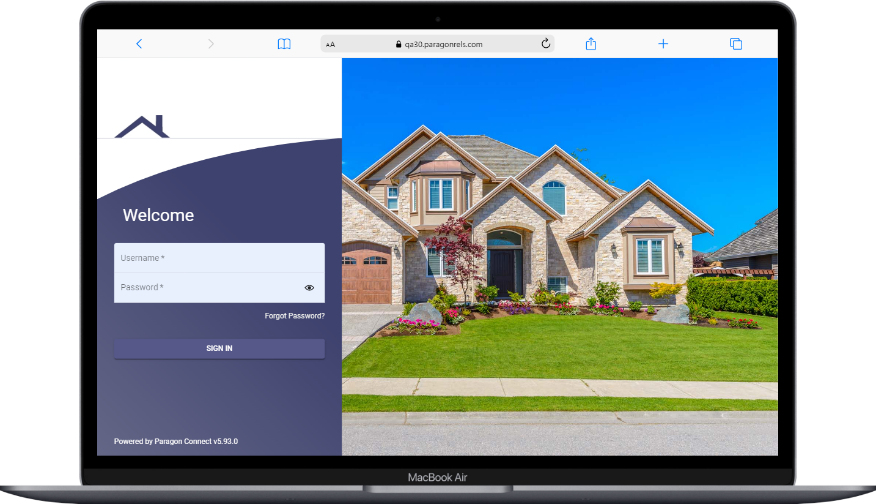 AA
qa30.paragonrels.com
Welcome
Username *
Password *
Forgot Password?
SIGN IN
Powered by Paragon Connect v5.93.0
MacBook Air